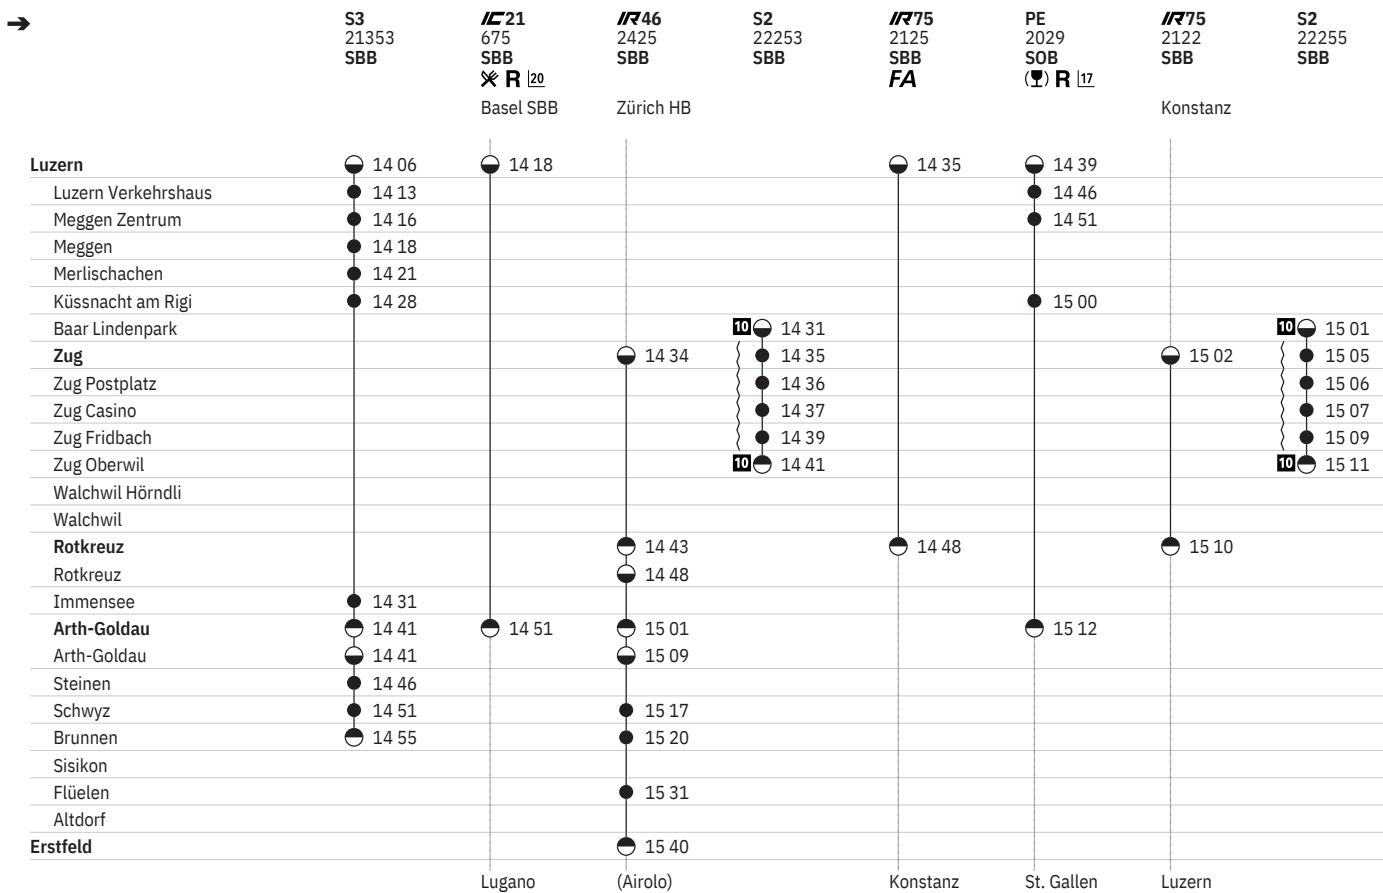 ➔ S3 IC21 IR46 S2 IR75 PE IR75 S2
21353 675 2425 22253 2125 2029 2122 22255
SBB SBB SBB SBB SBB SOB SBB SBB
R 20 FA R 17
Basel SBB Zürich HB Konstanz
Luzern 14 06 14 18 14 35 14 39
Luzern Verkehrshaus 14 13 14 46
Meggen Zentrum 14 16 14 51
Meggen 14 18
Merlischachen 14 21
Küssnacht am Rigi 14 28 15 00
Baar Lindenpark 10 14 31 10 15 01
Zug 14 34 14 35 15 02 15 05
Zug Postplatz 14 36 15 06
Zug Casino 14 37 15 07
Zug Fridbach 14 39 15 09
Zug Oberwil 10 14 41 10 15 11
Walchwil Hörndli
Walchwil
Rotkreuz 14 43 14 48 15 10
Rotkreuz 14 48
Immensee 14 31
Arth-Goldau 14 41 14 51 15 01 15 12
Arth-Goldau 14 41 15 09
Steinen 14 46
Schwyz 14 51 15 17
Brunnen 14 55 15 20
Sisikon
Flüelen 15 31
Altdorf
Erstfeld 15 40
Lugano (Airolo) Konstanz St. Gallen Luzern